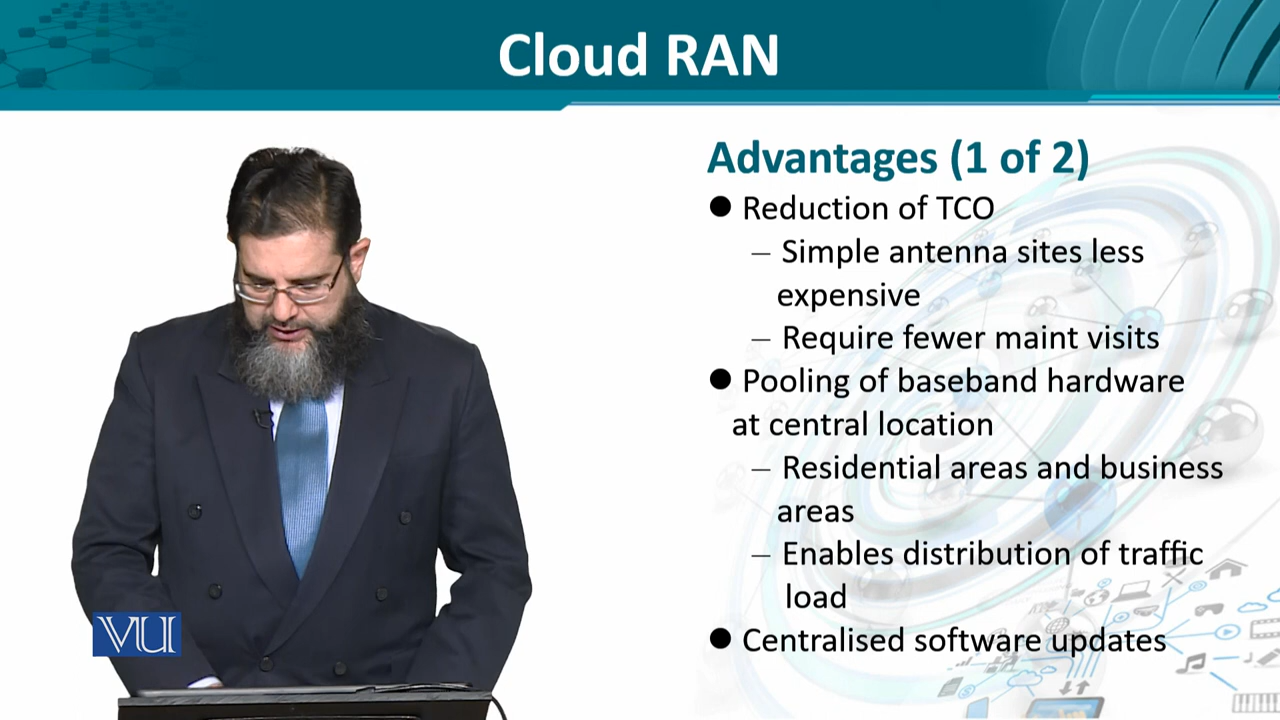 Cloud RAN
Advantages (1 of 2)
● Reduction of TCO
– Simple antenna sites less
expensive
– Require fewer maint visits
● Pooling of baseband hardware
at central location
– Residential areas and business
areas
– Enables distribution of traffic
load
● Centralised software updates
VU